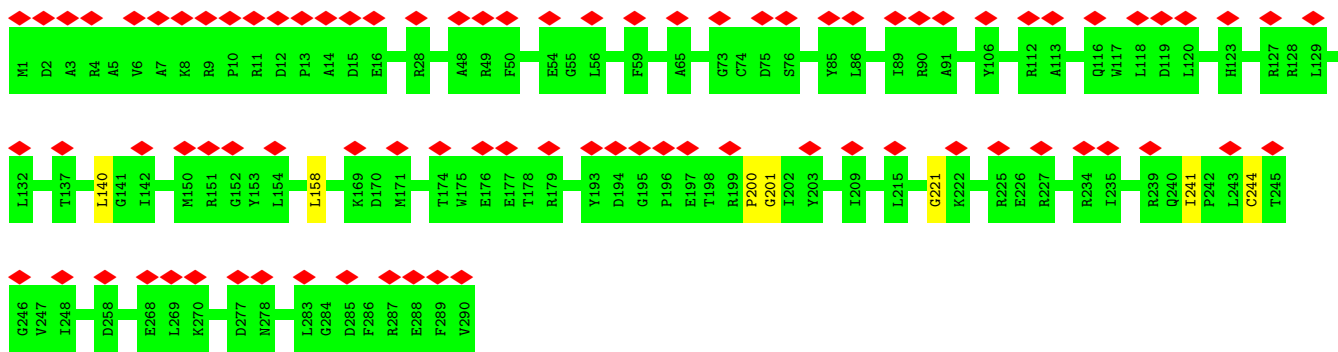 M1 D2 A3 R4 A5 V6 A7 K8 R9 P10 R11 D12 P13 A14 D15 E16 R28 A48 R49 F50 E54 G55 L56 F59 A65 G73 C74 D75 S76 Y85 L86 I89 R90 A91 Y106 R112 A113 Q116 W117 L118 D119 L120 H123 R127 R128 L129
L132 T137 L140 G141 I142 M150 R151 G152 Y153 L154 L158 K169 D170 M171 T174 W175 E176 E177 T178 R179 Y193 D194 G195 P196 E197 T198 R199 P200 G201 I202 Y203 I209 L215 G221 K222 R225 E226 R227 R234 I235 R239 Q240 I241 P242 L243 C244 T245
G246 V247 I248 D258 E268 L269 K270 D277 N278 L283 G284 D285 F286 R287 E288 F289 V290